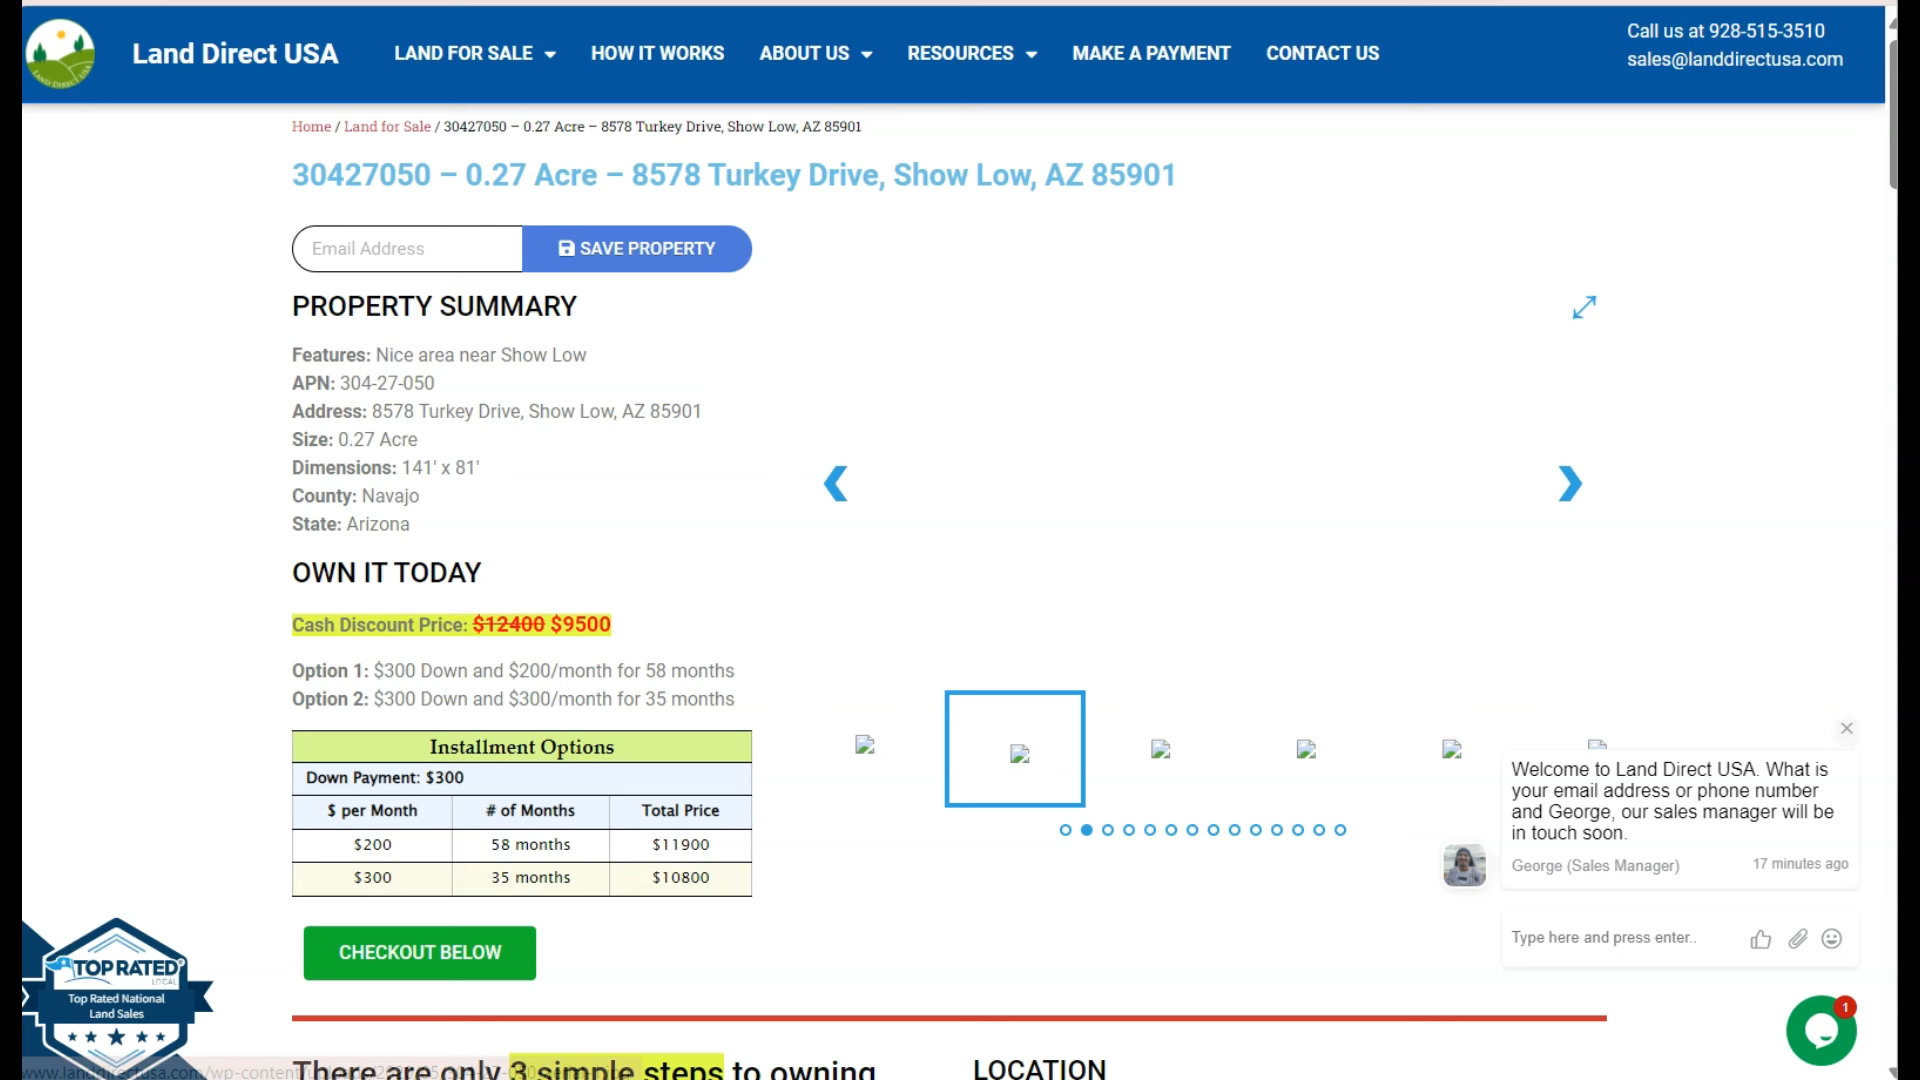 Land Direct USA
LAND FOR SALE
HOW IT WORKS
ABOUT US
RESOURCES
MAKE A PAYMENT
CONTACT US
Call us at 928-515-3510
sales@landdirectusa.com
Home / Land for Sale / 30427050 – 0.27 Acre – 8578 Turkey Drive, Show Low, AZ 85901
30427050 – 0.27 Acre – 8578 Turkey Drive, Show Low, AZ 85901
Email Address
SAVE PROPERTY
PROPERTY SUMMARY
Features: Nice area near Show Low
APN: 304-27-050
Address: 8578 Turkey Drive, Show Low, AZ 85901
Size: 0.27 Acre
Dimensions: 141' x 81'
County: Navajo
State: Arizona
OWN IT TODAY
Cash Discount Price: $12400 $9500
Option 1: $300 Down and $200/month for 58 months
Option 2: $300 Down and $300/month for 35 months
Installment Options
Down Payment: $300
$ per Month # of Months Total Price
$200 58 months $11900
$300 35 months $10800
CHECKOUT BELOW
Welcome to Land Direct USA. What is
your email address or phone number
and George, our sales manager will be
in touch soon.
George (Sales Manager)
17 minutes ago
Type here and press enter..
1
TOP RATED
LOCAL
Top Rated National
Land Sales
There are only 3 simple steps to owning
LOCATION